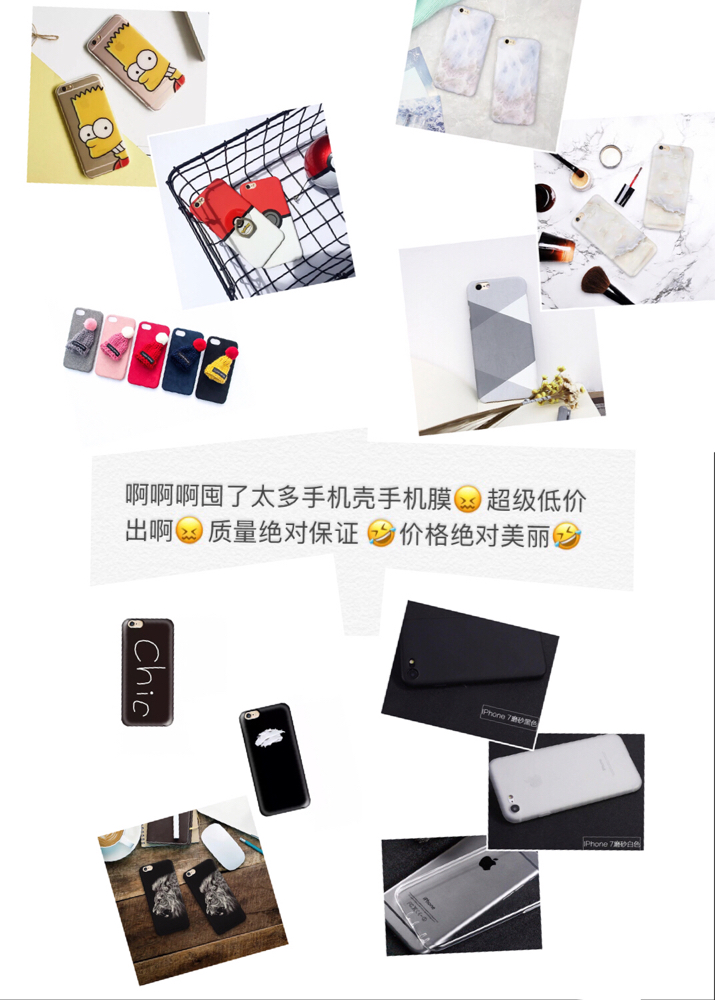 啊啊啊囤了太多手机壳手机膜😖超级低价
出啊😖质量绝对保证🤣价格绝对美丽🤣
Chic
iPhone 7磨砂黑色
iPhone 7磨砂白色
iPhone